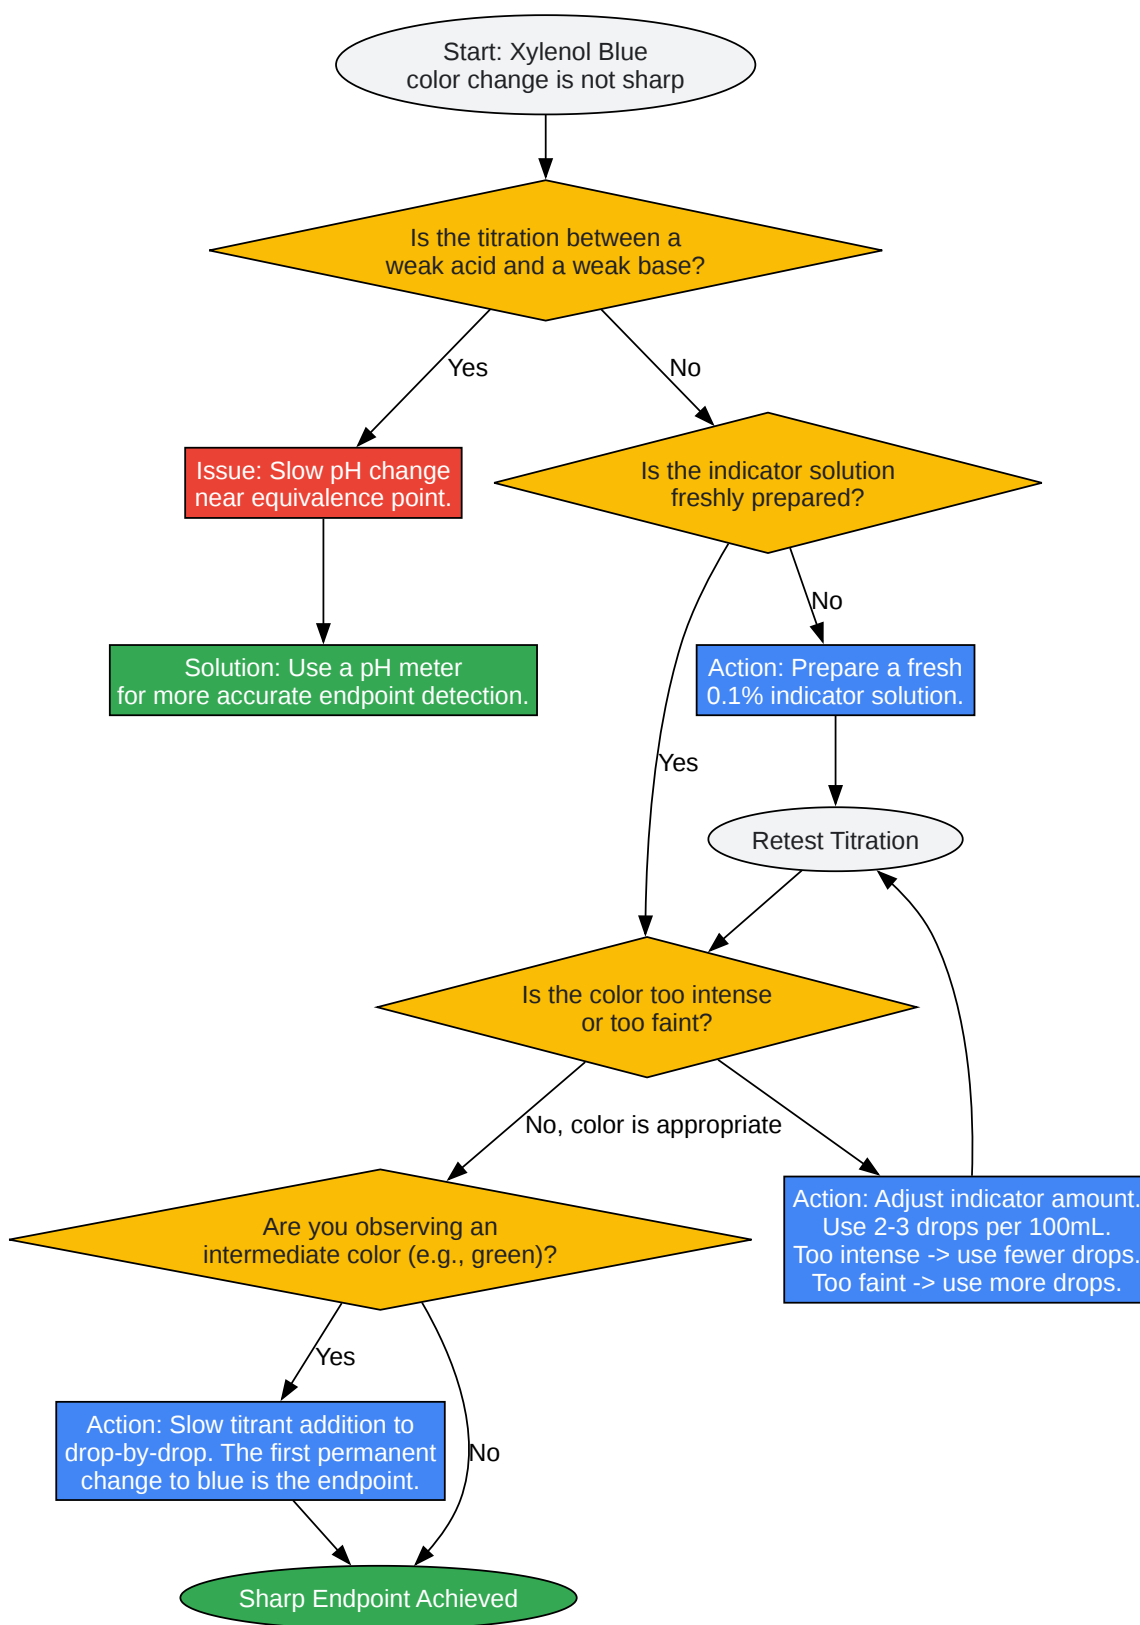 Start: Xylenol Blue
color change is not sharp
Is the titration between a
weak acid and a weak base?
Yes
No
Issue: Slow pH change
near equivalence point.
Is the indicator solution
freshly prepared?
No
Solution: Use a pH meter
for more accurate endpoint detection.
Action: Prepare a fresh
0.1% indicator solution.
Yes
Retest Titration
Is the color too intense
or too faint?
No, color is appropriate
Action: Adjust indicator amount.
Use 2-3 drops per 100mL.
Too intense -> use fewer drops.
Too faint -> use more drops.
Are you observing an
intermediate color (e.g., green)?
Yes
No
Action: Slow titrant addition to
drop-by-drop. The first permanent
change to blue is the endpoint.
Sharp Endpoint Achieved